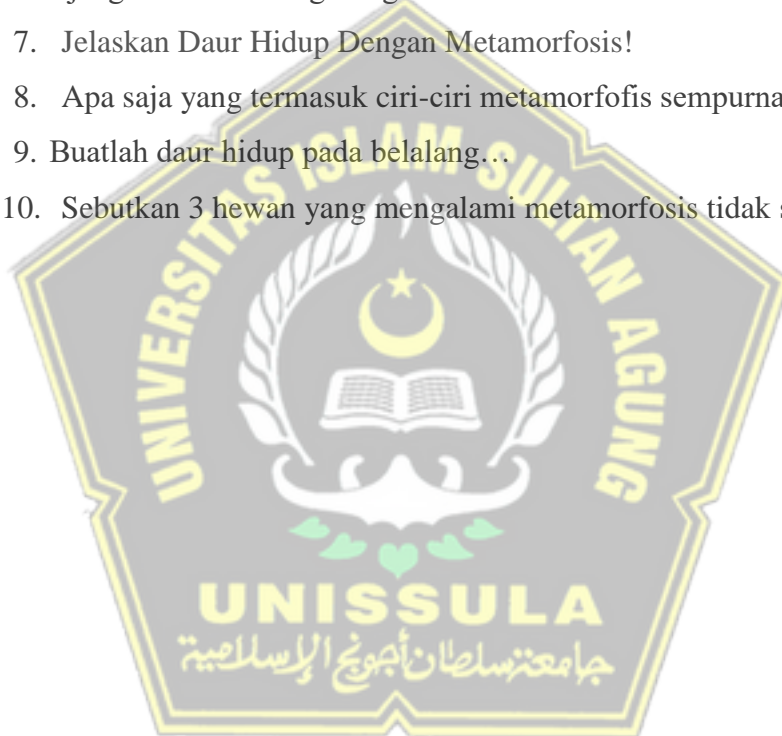 7. Jelaskan Daur Hidup Dengan Metamorfosis!
8. Apa saja yang termasuk ciri-ciri metamorfofis sempurna
9. Buatlah daur hidup pada belalang…
10. Sebutkan 3 hewan yang mengalami metamorfosis tidak
UNIVERSITAS ISLAM SULTAN AGUNG
UNISSULA
جامعة سلطان أجونج الإسلامية